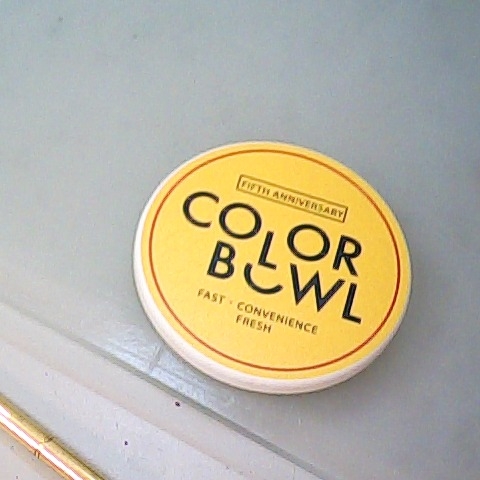 FIFTH ANNIVERSARY
COLOR
BOWL
FAST · CONVENIENCE
FRESH